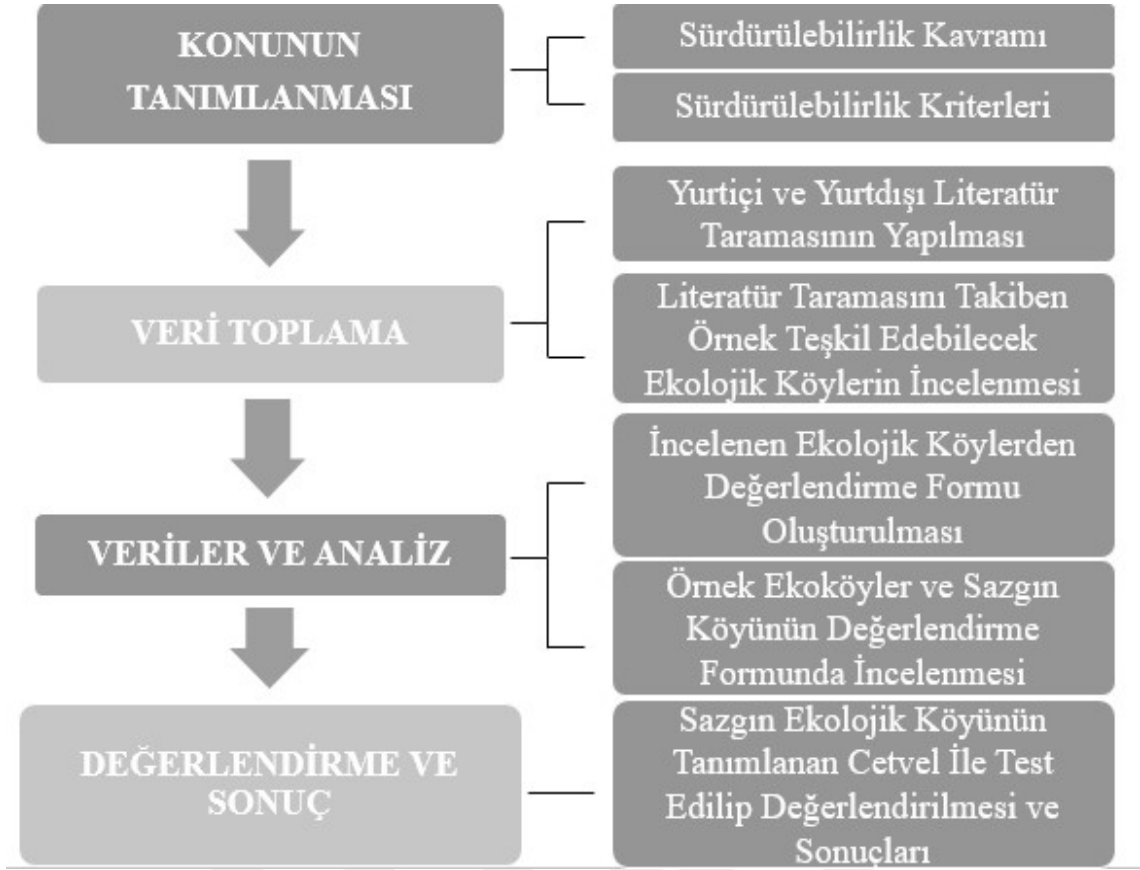 KONUNUN
TANIMLANMASI
Sürdürülebilirlik Kavramı
Sürdürülebilirlik Kriterleri
VERİ TOPLAMA
Yurtiçi ve Yurtdışı Literatür
Taramasının Yapılması
Literatür Taramasını Takiben
Örnek Teşkil Edebilecek
Ekolojik Köylerin İncelenmesi
VERİLER VE ANALİZ
İncelenen Ekolojik Köylerden
Değerlendirme Formu
Oluşturulması
Örnek Ekoköyler ve Sazgın
Köyünün Değerlendirme
Formunda İncelenmesi
DEĞERLENDİRME VE
SONUÇ
Sazgın Ekolojik Köyünün
Tanımlanan Cetvel İle Test
Edilip Değerlendirilmesi ve
Sonuçları